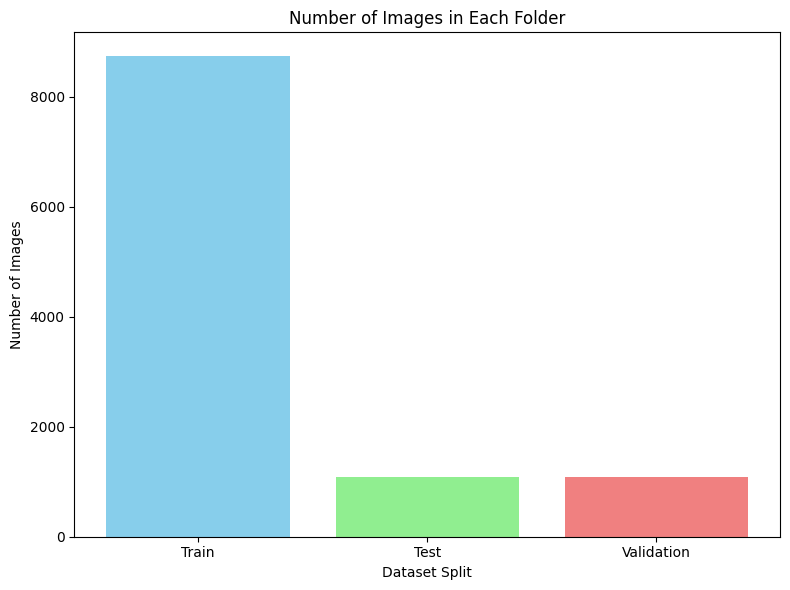 Number of Images in Each Folder
Number of Images
8000
6000
4000
2000
0
Train
Test
Validation
Dataset Split